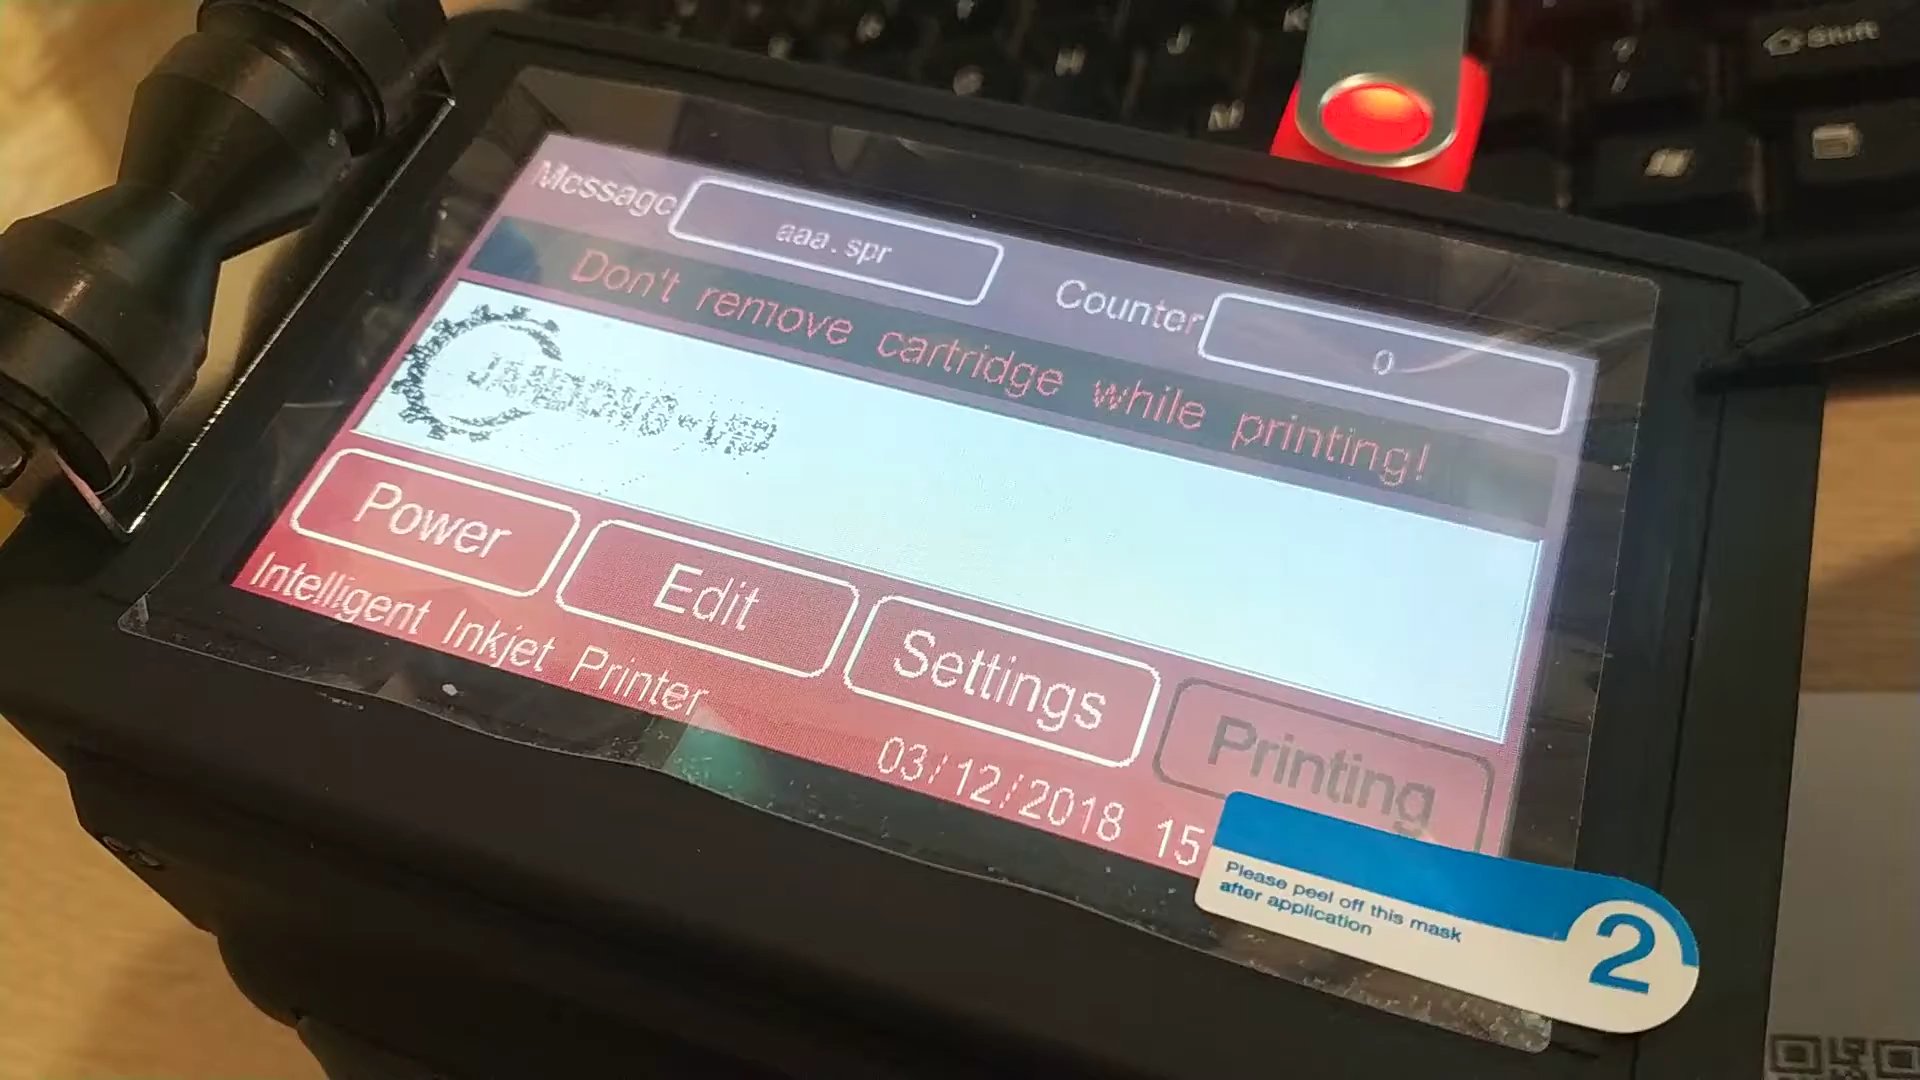 Message aaa.spr
Counter 0
Don't remove cartridge while printing!
Power
Edit
Settings
Printing
Intelligent Inkjet Printer
03/12/2018 15
Please peel off this mask
after application
2
Shift